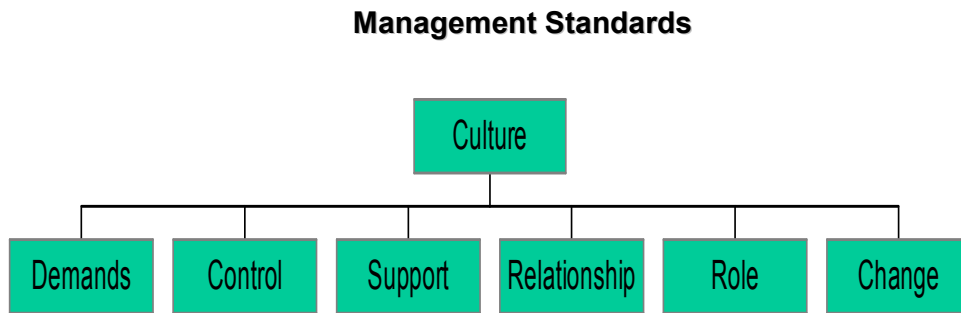 Management Standards
Culture
Demands
Control
Support
Relationship
Role
Change